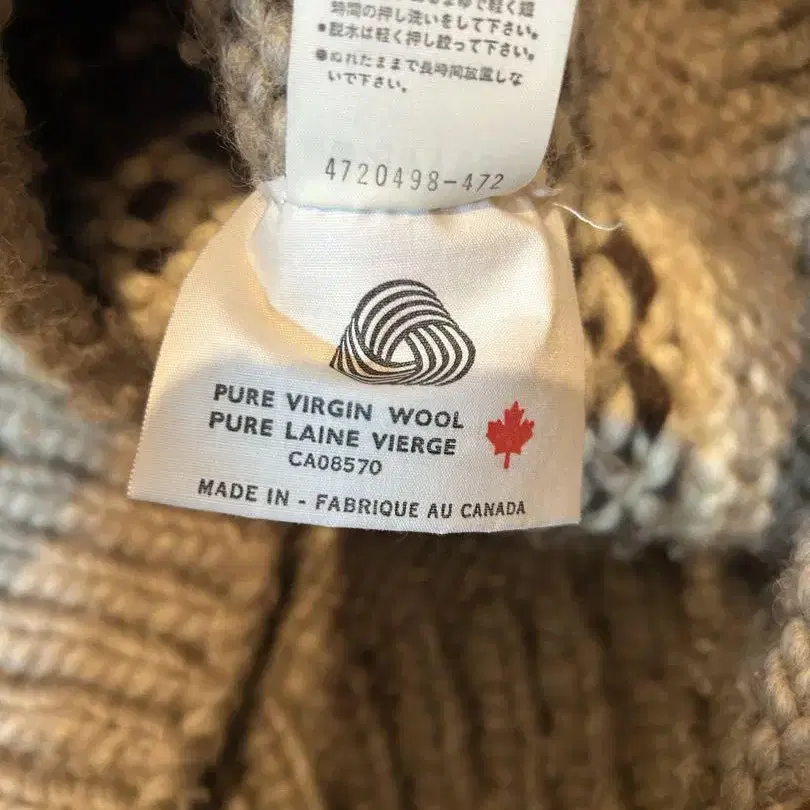 時間の押し洗いをして下さい。
●脱水は軽く押し絞って下さい。
●ぬれたままで長時間放置しな
いで下さい。
4720498-472
PURE VIRGIN WOOL
PURE LAINE VIERGE
CA08570
MADE IN - FABRIQUE AU CANADA